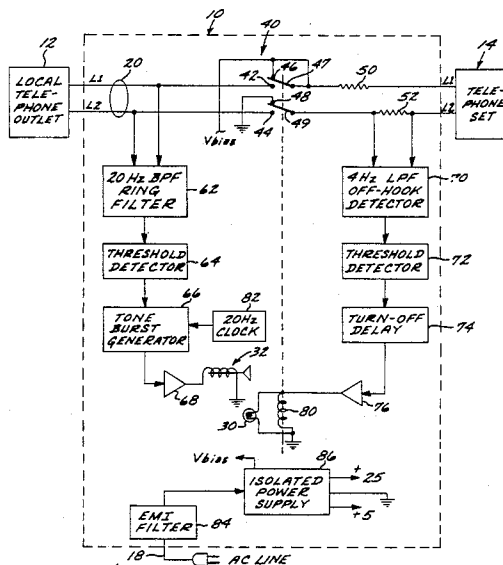 10
12
40
14
LOCAL
TELE-
PHONE
OUTLET
L1
20
42
46
47
50
L1
TELE-
PHONE
SET
L2
48
52
L2
Vbias
44
49
20 Hz BPF
RING
FILTER
62
4Hz LPF
OFF-HOOK
DETECTOR
70
THRESHOLD
DETECTOR
64
THRESHOLD
DETECTOR
72
66
82
TONE
BURST
GENERATOR
20Hz
CLOCK
TURN-OFF
DELAY
74
32
68
30
80
76
Vbias
86
ISOLATED
POWER
SUPPLY
+ 25
+5
EMI
FILTER
84
18
AC LINE